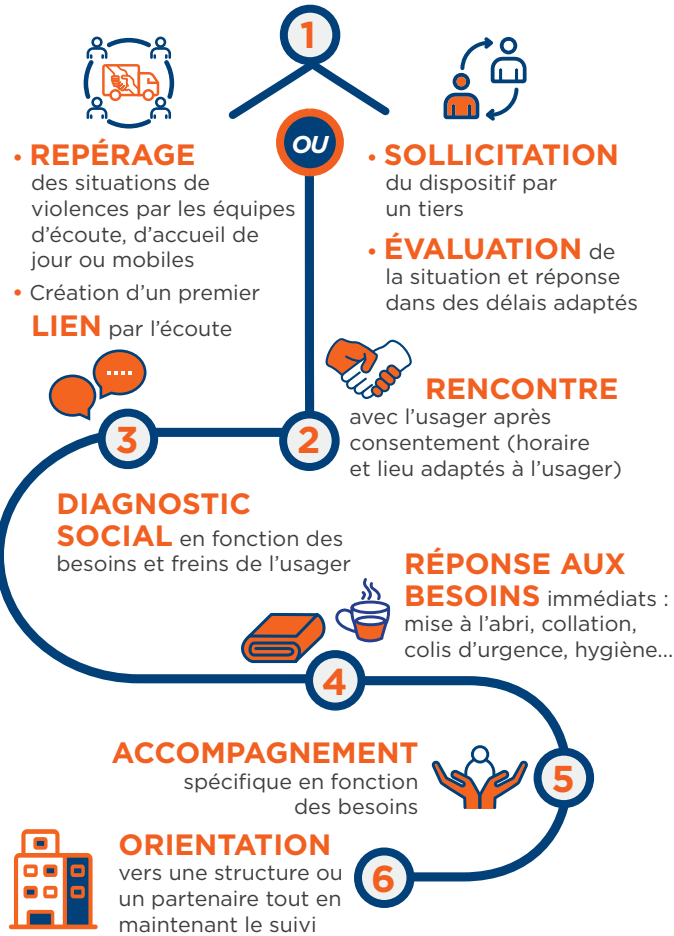 1
OU
• REPÉRAGE
des situations de
violences par les équipes
d'écoute, d'accueil de
jour ou mobiles
• Création d'un premier
LIEN par l'écoute
• SOLLICITATION
du dispositif par
un tiers
• ÉVALUATION de
la situation et réponse
dans des délais adaptés
2
RENCONTRE
avec l'usager après
consentement (horaire
et lieu adaptés à l'usager)
3
DIAGNOSTIC
SOCIAL en fonction des
besoins et freins de l'usager
4
RÉPONSE AUX
BESOINS immédiats :
mise à l'abri, collation,
colis d'urgence, hygiène...
5
ACCOMPAGNEMENT
spécifique en fonction
des besoins
6
ORIENTATION
vers une structure ou
un partenaire tout en
maintenant le suivi